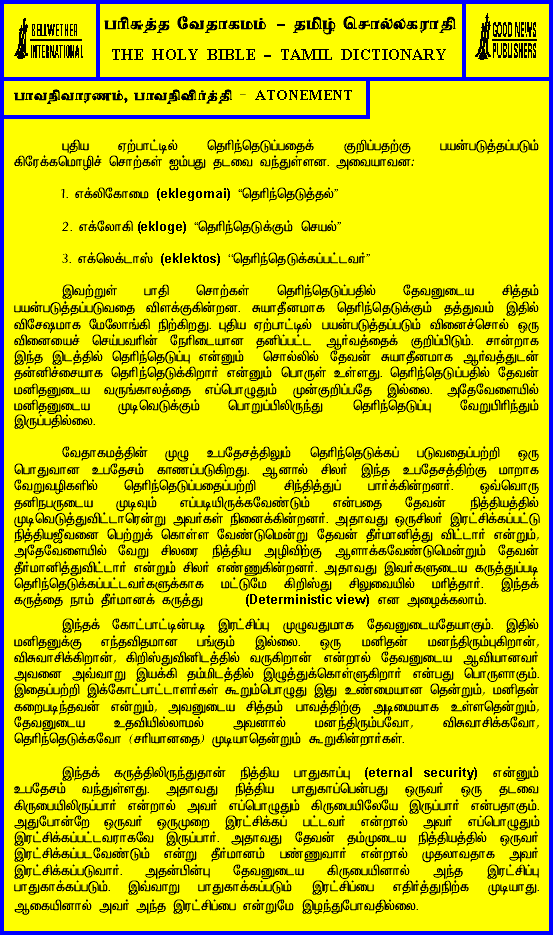 BELLWETHER
INTERNATIONAL
பரிசுத்த வேதாகமம் – தமிழ் சொல்லகராதி
THE HOLY BIBLE – TAMIL DICTIONARY
GOOD NEWS
PUBLISHERS
பாவநிவாரணம், பாவநிவிர்த்தி – ATONEMENT
புதிய ஏற்பாட்டில் தெரிந்தெடுப்பதைக் குறிப்பதற்கு பயன்படுத்தப்படும்
கிரேக்கமொழிச் சொற்கள் ஐம்பது தடவை வந்துள்ளன. அவையாவன:
1. எக்லிகோமை (eklegomai) “தெரிந்தெடுத்தல்”
2. எக்லோகி (ekloge) “தெரிந்தெடுக்கும் செயல்”
3. எக்லெக்டாஸ் (eklektos) “தெரிந்தெடுக்கப்பட்டவர்”
இவற்றுள் பாதி சொற்கள் தெரிந்தெடுப்பதில் தேவனுடைய சித்தம்
பயன்படுத்தப்படுவதை விளக்குகின்றன. சுயாதீனமாக தெரிந்தெடுக்கும் தத்துவம் இதில்
விசேஷமாக மேலோங்கி நிற்கிறது. புதிய ஏற்பாட்டில் பயன்படுத்தப்படும் வினைச்சொல் ஒரு
வினையைச் செய்பவரின் நேரிடையான தனிப்பட்ட ஆர்வத்தைக் குறிப்பிடும். சான்றாக
இந்த இடத்தில் தெரிந்தெடுப்பு என்னும் சொல்லில் தேவன் சுயாதீனமாக ஆர்வத்துடன்
தன்னிச்சையாக தெரிந்தெடுக்கிறார் என்னும் பொருள் உள்ளது. தெரிந்தெடுப்பதில் தேவன்
மனிதனுடைய வருங்காலத்தை எப்பொழுதும் முன்குறிப்பதே இல்லை. அதேவேளையில்
மனிதனுடைய முடிவெடுக்கும் பொறுப்பிலிருந்து தெரிந்தெடுப்பு வேறுபிரிந்தும்
இருப்பதில்லை.
வேதாகமத்தின் முழு உபதேசத்திலும் தெரிந்தெடுக்கப் படுவதைப்பற்றி ஒரு
பொதுவான உபதேசம் காணப்படுகிறது. ஆனால் சிலர் இந்த உபதேசத்திற்கு மாறாக
வேறுவழிகளில் தெரிந்தெடுப்பதைப்பற்றி சிந்தித்துப் பார்க்கின்றனர். ஒவ்வொரு
தனிநபருடைய முடிவும் எப்படியிருக்கவேண்டும் என்பதை தேவன் நித்தியத்தில்
முடிவெடுத்துவிட்டாரென்று அவர்கள் நினைக்கின்றனர். அதாவது ஒருசிலர் இரட்சிக்கப்பட்டு
நித்தியஜீவனை பெற்றுக் கொள்ள வேண்டுமென்று தேவன் தீர்மானித்து விட்டார் என்றும்,
அதேவேளையில் வேறு சிலரை நித்திய அழிவிற்கு ஆளாக்கவேண்டுமென்றும் தேவன்
தீர்மானித்துவிட்டார் என்றும் சிலர் எண்ணுகின்றனர். அதாவது இவர்களுடைய கருத்துப்படி
தெரிந்தெடுக்கப்பட்டவர்களுக்காக மட்டுமே கிறிஸ்து சிலுவையில் மரித்தார். இந்தக்
கருத்தை நாம் தீர்மானக் கருத்து (Deterministic view) என அழைக்கலாம்.
இந்தக் கோட்பாட்டின்படி இரட்சிப்பு முழுவதுமாக தேவனுடையதேயாகும். இதில்
மனிதனுக்கு எந்தவிதமான பங்கும் இல்லை. ஒரு மனிதன் மனந்திரும்புகிறான்,
விசுவாசிக்கிறான், கிறிஸ்துவினிடத்தில் வருகிறான் என்றால் தேவனுடைய ஆவியானவர்
அவனை அவ்வாறு இயக்கி தம்மிடத்தில் இழுத்துக்கொள்ளுகிறார் என்பது பொருளாகும்.
இதைப்பற்றி இக்கோட்பாட்டாளர்கள் கூறும்பொழுது இது உண்மையான தென்றும், மனிதன்
கறைபடிந்தவன் என்றும், அவனுடைய சித்தம் பாவத்திற்கு அடிமையாக உள்ளதென்றும்,
தேவனுடைய உதவியில்லாமல் அவனால் மனந்திரும்பவோ, விசுவாசிக்கவோ,
தெரிந்தெடுக்கவோ (சரியானதை) முடியாதென்றும் கூறுகின்றார்கள்.
இந்தக் கருத்திலிருந்துதான் நித்திய பாதுகாப்பு (eternal security) என்னும்
உபதேசம் வந்துள்ளது. அதாவது நித்திய பாதுகாப்பென்பது ஒருவர் ஒரு தடவை
கிருபையிலிருப்பார் என்றால் அவர் எப்பொழுதும் கிருபையிலேயே இருப்பார் என்பதாகும்.
அதுபோன்றே ஒருவர் ஒருமுறை இரட்சிக்கப் பட்டவர் என்றால் அவர் எப்பொழுதும்
இரட்சிக்கப்பட்டவராகவே இருப்பார். அதாவது தேவன் தம்முடைய நித்தியத்தில் ஒருவர்
இரட்சிக்கப்படவேண்டும் என்று தீர்மானம் பண்ணுவார் என்றால் முதலாவதாக அவர்
இரட்சிக்கப்படுவார். அதன்பின்பு தேவனுடைய கிருபையினால் அந்த இரட்சிப்பு
பாதுகாக்கப்படும். இவ்வாறு பாதுகாக்கப்படும் இரட்சிப்பை எதிர்த்துநிற்க முடியாது.
ஆகையினால் அவர் அந்த இரட்சிப்பை என்றுமே இழந்துபோவதில்லை.